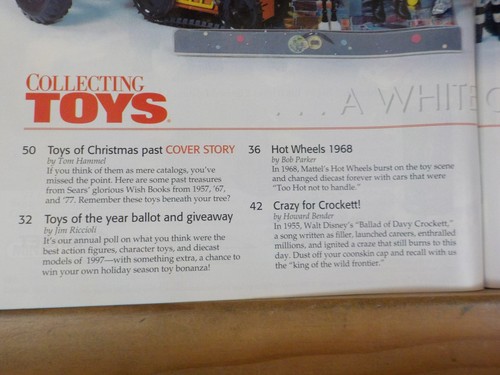 COLLECTING
TOYS
... A WHITE
50 Toys of Christmas past COVER STORY
by Tom Hammel
If you think of them as mere catalogs, you've
missed the point. Here are some past treasures
from Sears' glorious Wish Books from 1957, '67,
and '77. Remember these toys beneath your tree?
32 Toys of the year ballot and giveaway
by Jim Riccioli
It's our annual poll on what you think were the
best action figures, character toys, and diecast
models of 1997—with something extra, a chance to
win your own holiday season toy bonanza!
36 Hot Wheels 1968
by Bob Parker
In 1968, Mattel's Hot Wheels burst on the toy scene
and changed diecast forever with cars that were
"Too Hot not to handle."
42 Crazy for Crockett!
by Howard Bender
In 1955, Walt Disney's "Ballad of Davy Crockett,"
a song written as filler, launched careers, enthralled
millions, and ignited a craze that still burns to this
day. Dust off your coonskin cap and recall with us
the "king of the wild frontier."